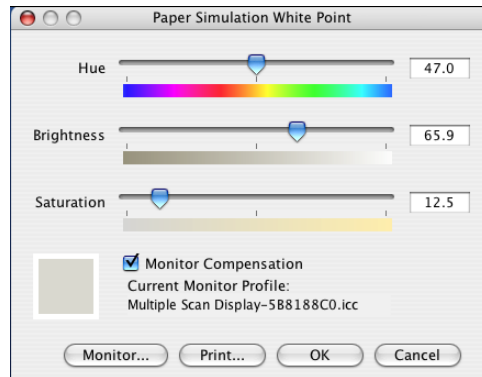 Paper Simulation White Point
Hue 47.0
Brightness 65.9
Saturation 12.5
Monitor Compensation
Current Monitor Profile:
Multiple Scan Display-5B8188C0.icc
Monitor... Print... OK Cancel